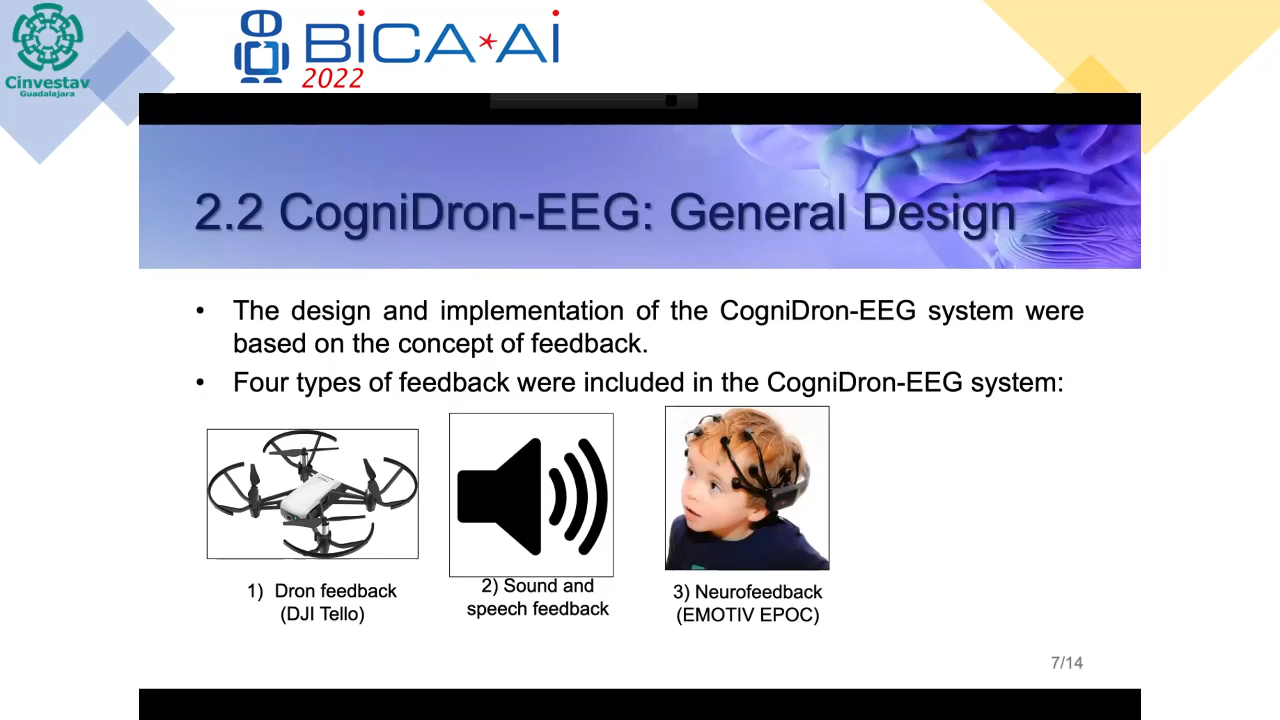 Cinvestav
Guadalajara
BiCA*Ai
2022
2.2 CogniDron-EEG: General Design
• The design and implementation of the CogniDron-EEG system were
based on the concept of feedback.
• Four types of feedback were included in the CogniDron-EEG system:
1) Dron feedback
(DJI Tello)
2) Sound and
speech feedback
3) Neurofeedback
(EMOTIV EPOC)
7/14